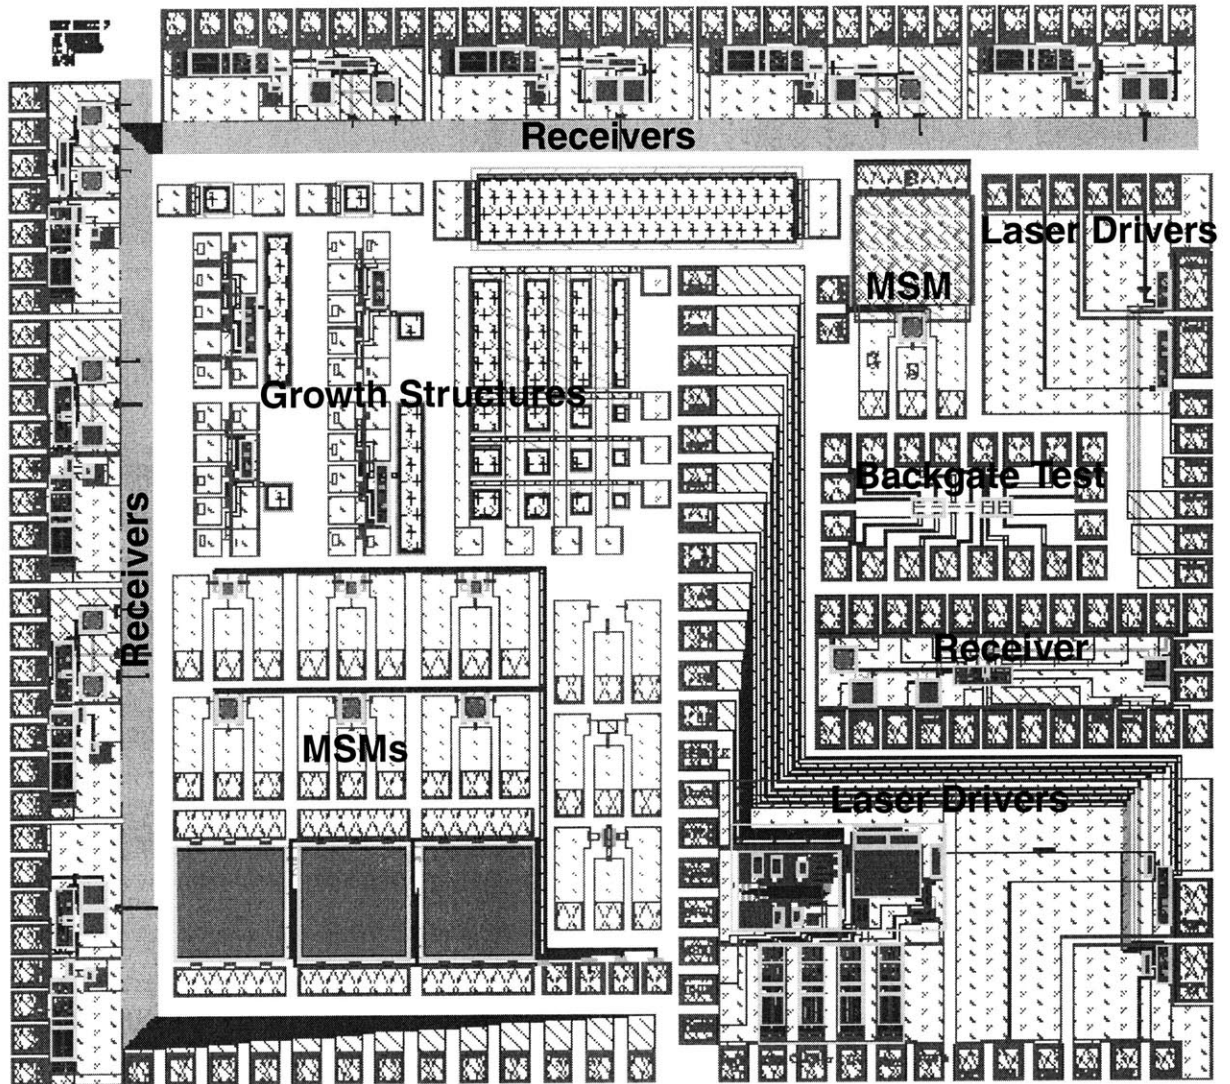 Receivers
Laser Drivers
MSM
Growth Structures
Backgate Test
Receivers
Receiver
MSMs
Laser Drivers